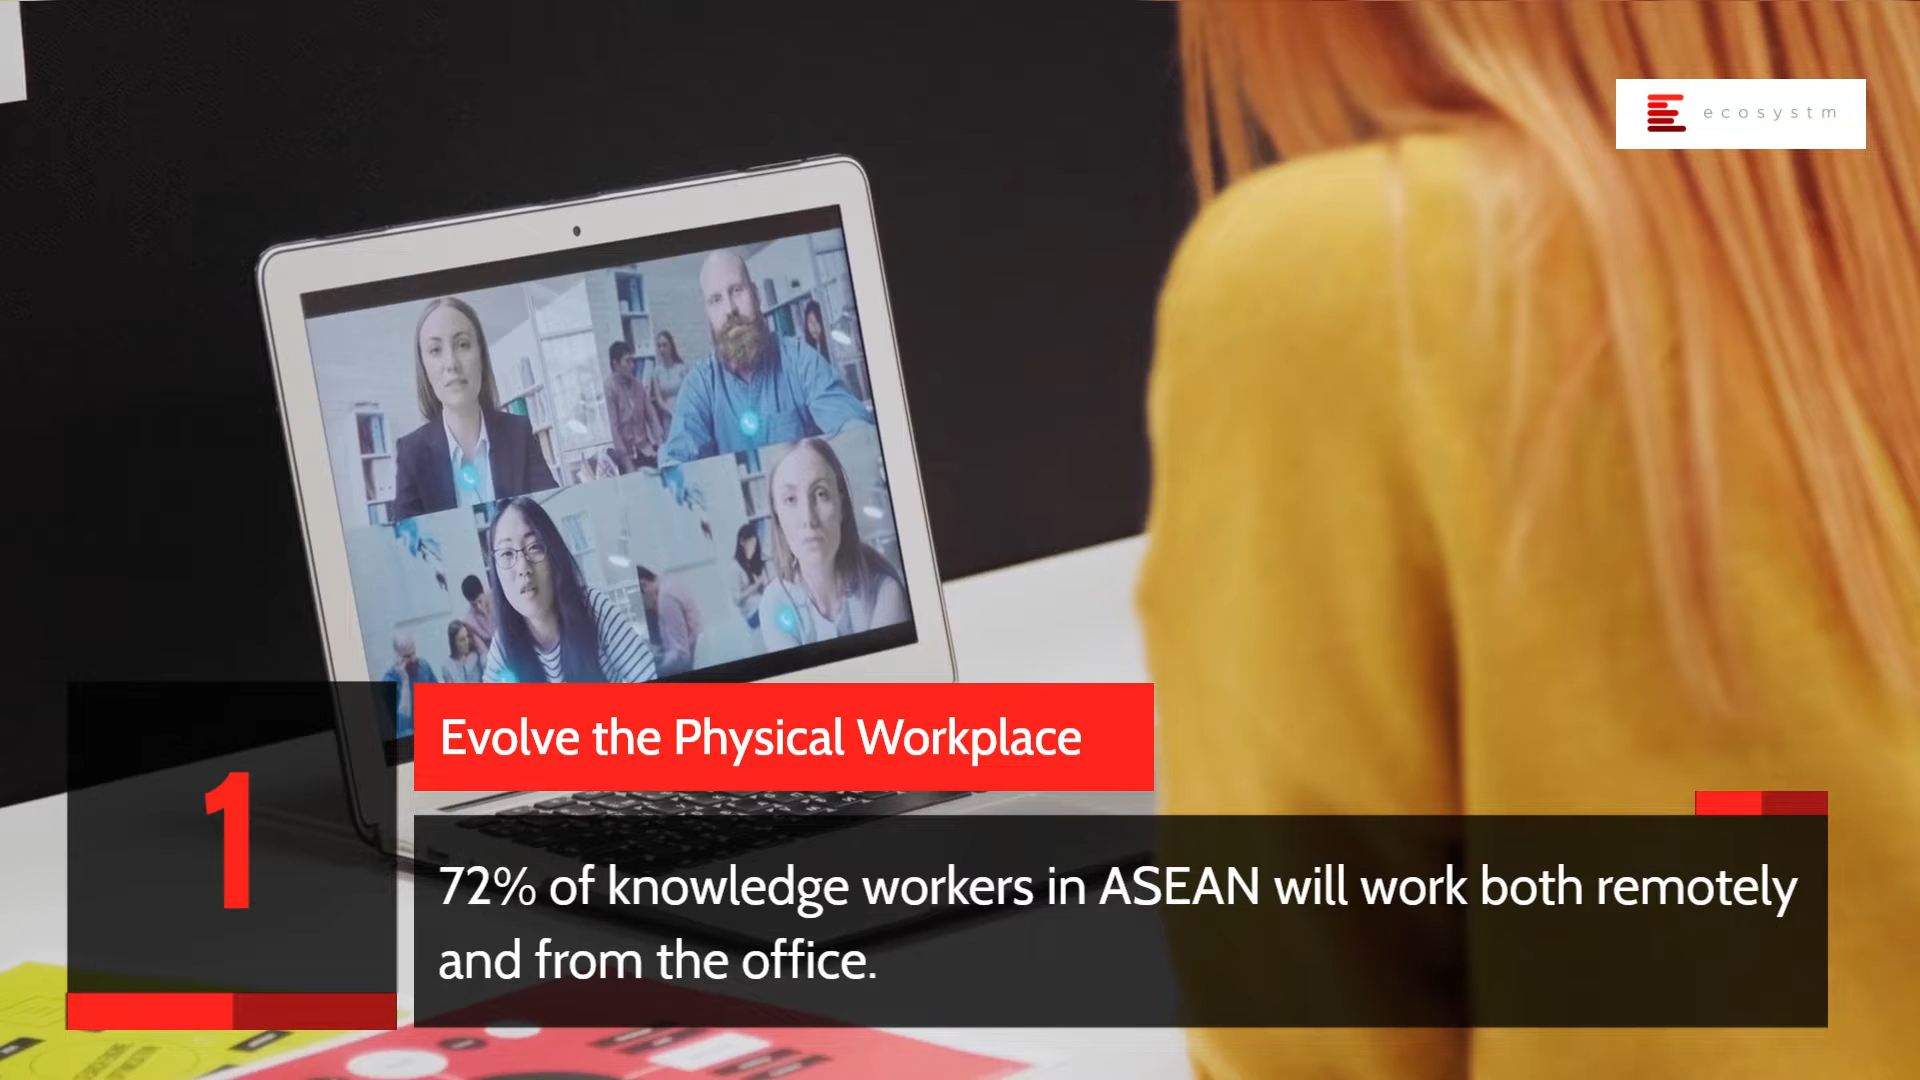 ecosystm
1
Evolve the Physical Workplace
72% of knowledge workers in ASEAN will work both remotely
and from the office.